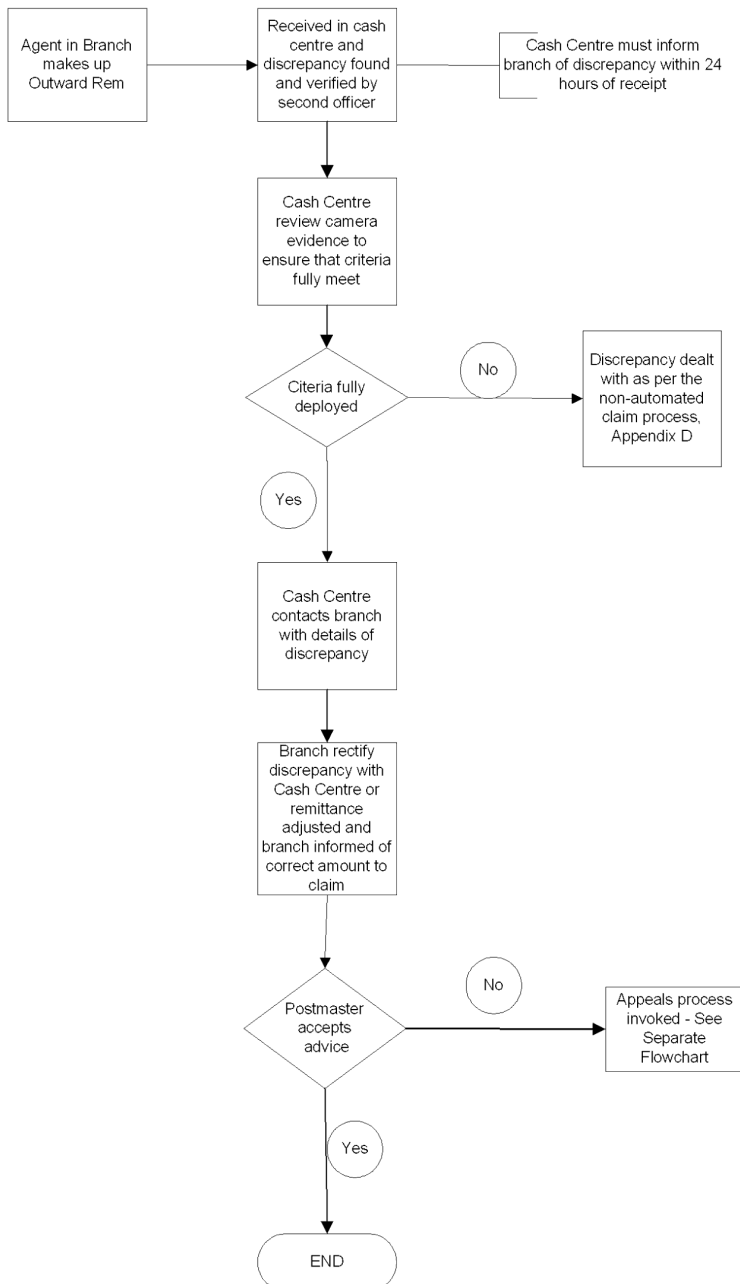 Agent in Branch
makes up
Outward Rem
Received in cash
centre and
discrepancy found
and verified by
second officer
Cash Centre must inform
branch of discrepancy within 24
hours of receipt
Cash Centre
review camera
evidence to
ensure that criteria
fully meet
Citeria fully
deployed
No
Discrepancy dealt
with as per the
non-automated
claim process,
Appendix D
Yes
Cash Centre
contacts branch
with details of
discrepancy
Branch rectify
discrepancy with
Cash Centre or
remittance
adjusted and
branch informed of
correct amount to
claim
Postmaster
accepts
advice
No
Appeals process
invoked - See
Separate
Flowchart
Yes
END